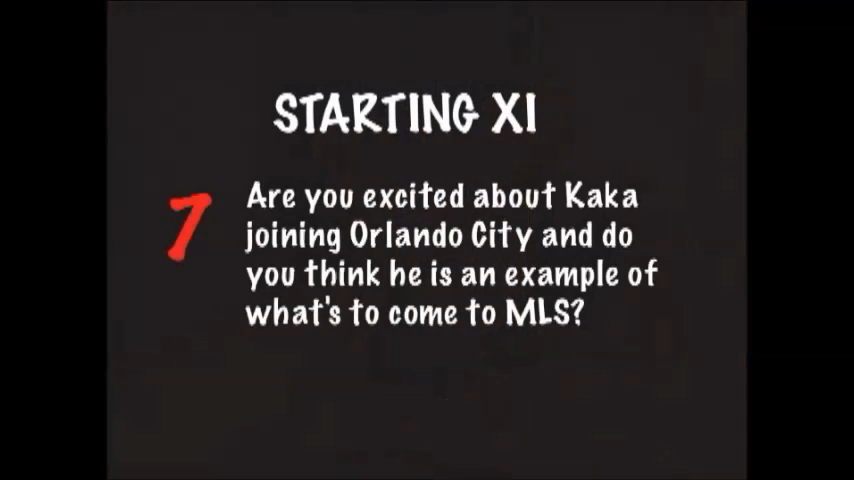 STARTING XI
7
Are you excited about Kaka
joining Orlando City and do
you think he is an example of
what's to come to MLS?